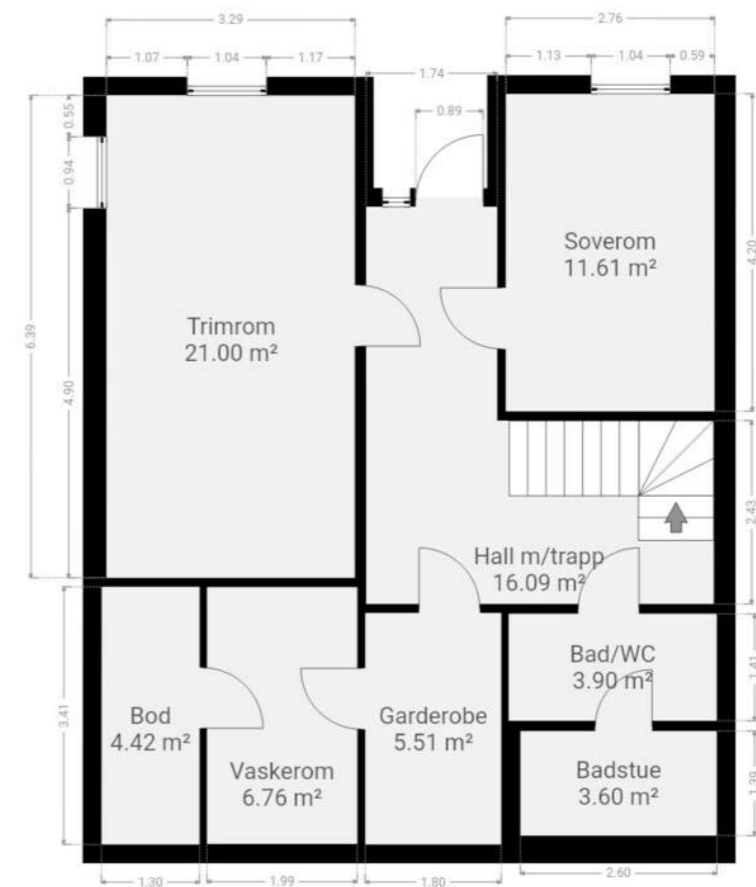 3.29
2.76
1.07
1.04
1.17
1.74
1.13
1.04
0.59
0.89
0.55
0.94
4.90
6.39
4.20
Soverom
11.61 m²
Trimrom
21.00 m²
2.43
Hall m/trapp
16.09 m²
Bad/WC
3.90 m²
1.41
3.41
Bod
4.42 m²
Garderobe
5.51 m²
Vaskerom
6.76 m²
Badstue
3.60 m²
1.39
1.30
1.99
1.80
2.60